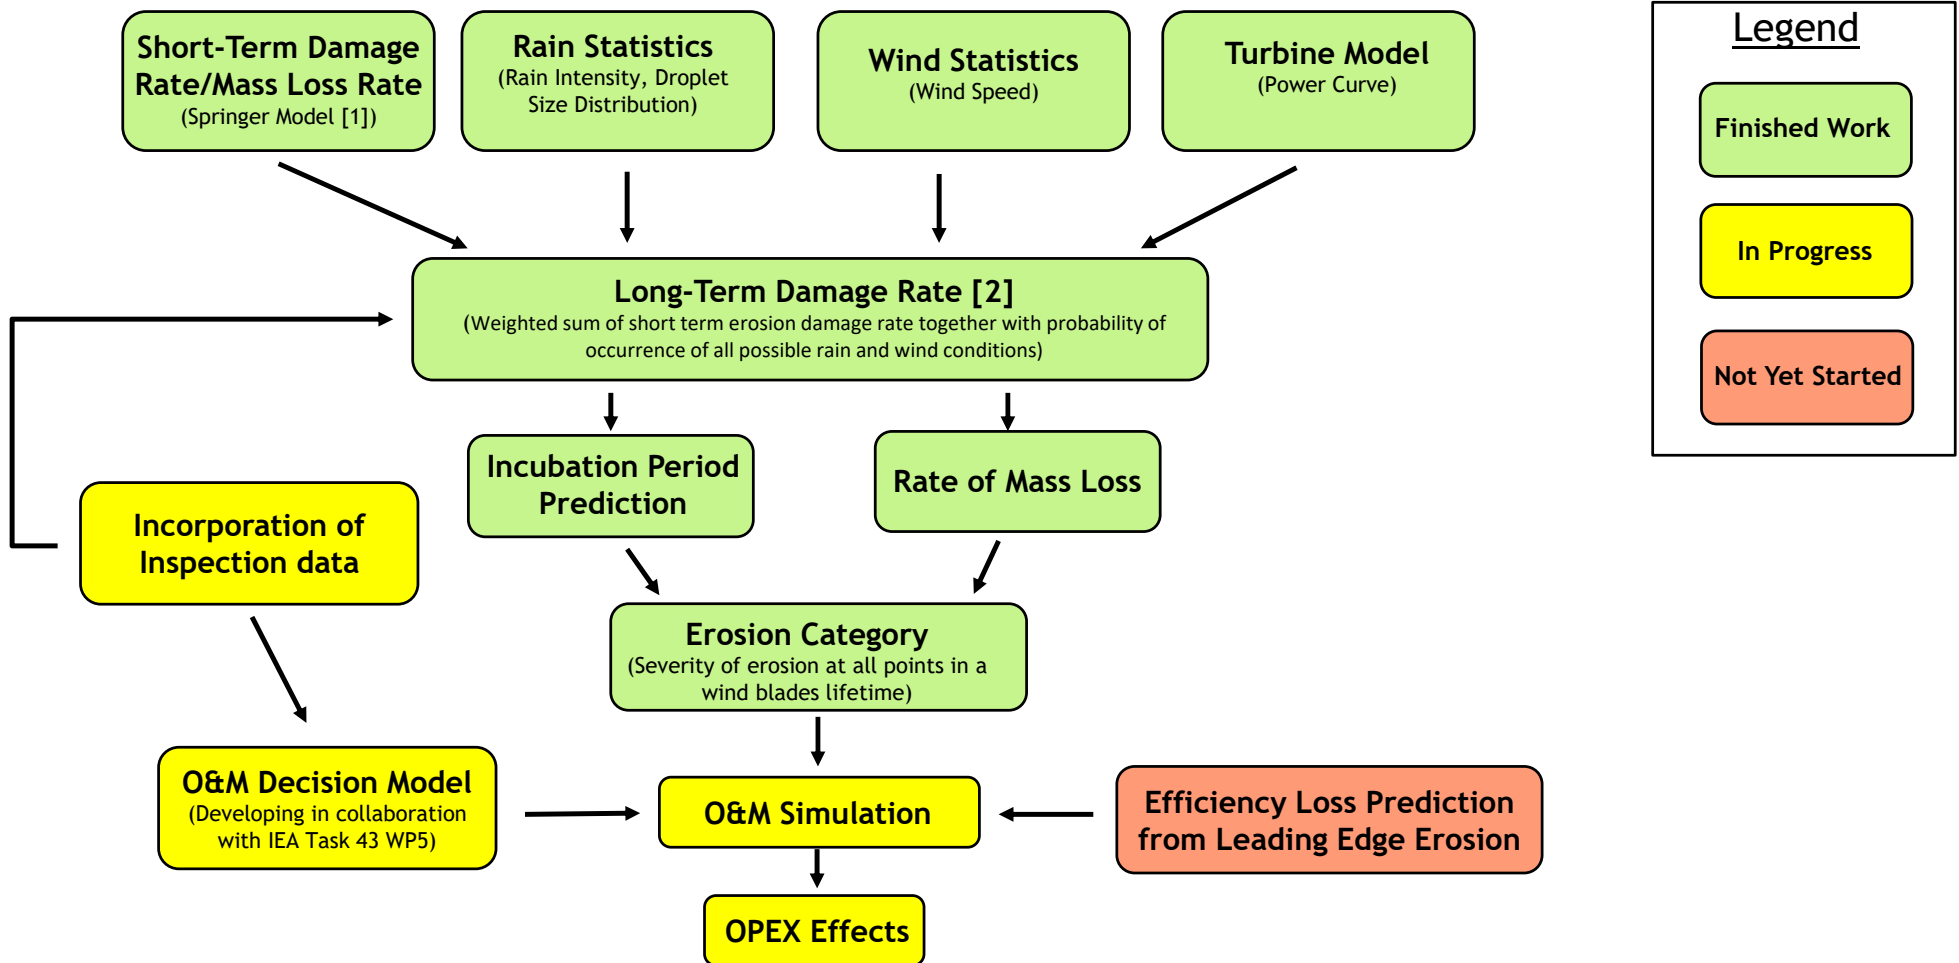 Short-Term Damage
Rate/Mass Loss Rate
(Springer Model [1])
Rain Statistics
(Rain Intensity, Droplet
Size Distribution)
Wind Statistics
(Wind Speed)
Turbine Model
(Power Curve)
Legend
Finished Work
In Progress
Not Yet Started
Long-Term Damage Rate [2]
(Weighted sum of short term erosion damage rate together with probability of
occurrence of all possible rain and wind conditions)
Incubation Period
Prediction
Rate of Mass Loss
Incorporation of
Inspection data
Erosion Category
(Severity of erosion at all points in a
wind blades lifetime)
O&M Decision Model
(Developing in collaboration
with IEA Task 43 WP5)
O&M Simulation
Efficiency Loss Prediction
from Leading Edge Erosion
OPEX Effects